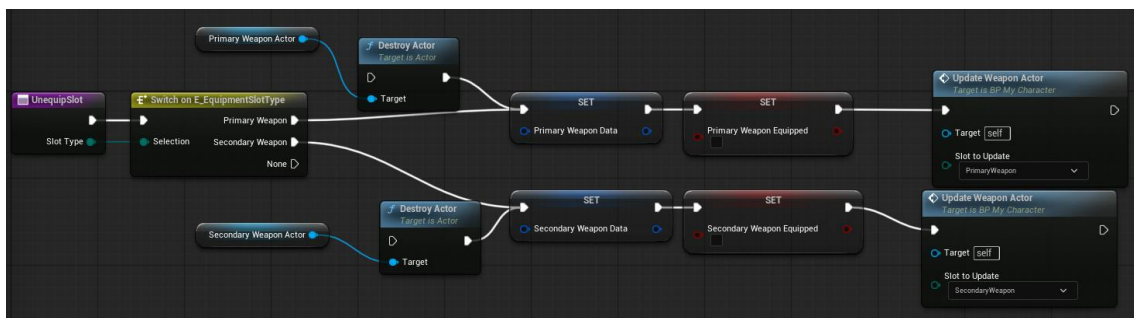 Primary Weapon Actor
f Destroy Actor
Target is Actor
Target
UnequipSlot
Slot Type
Switch on E_EquipmentSlotType
Selection
Primary Weapon
Secondary Weapon
None
SET
Primary Weapon Data
SET
Primary Weapon Equipped
Update Weapon Actor
Target is BP My Character
Target self
Slot to Update
PrimaryWeapon
Secondary Weapon Actor
f Destroy Actor
Target is Actor
Target
SET
Secondary Weapon Data
SET
Secondary Weapon Equipped
Update Weapon Actor
Target is BP My Character
Target self
Slot to Update
SecondaryWeapon